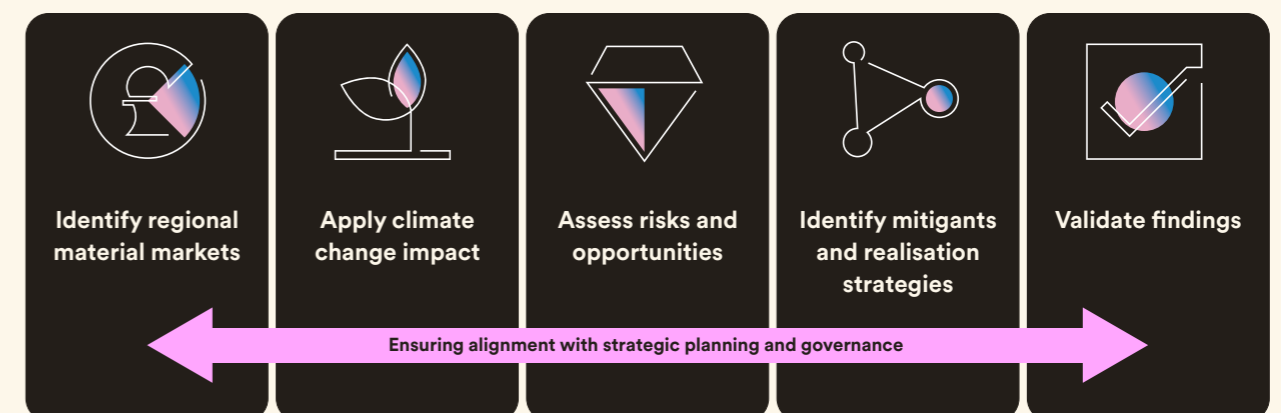 Identify regional
material markets
Apply climate
change impact
Assess risks and
opportunities
Identify mitigants
and realisation
strategies
Validate findings
Ensuring alignment with strategic planning and governance